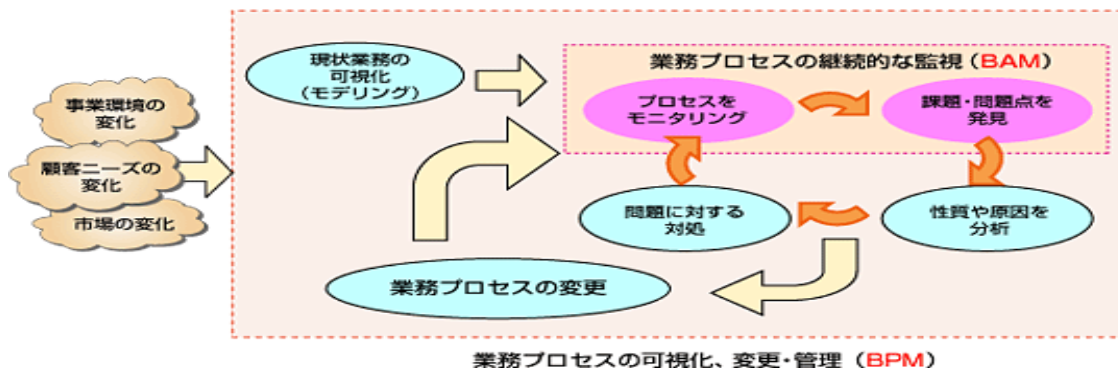 事業環境の
変化
顧客ニーズの
変化
市場の変化
現状業務の
可視化
(モデリング)
業務プロセスの継続的な監視(BAM)
プロセスを
モニタリング
課題・問題点を
発見
問題に対する
対処
性質や原因を
分析
業務プロセスの変更
業務プロセスの可視化、変更・管理 (BPM)